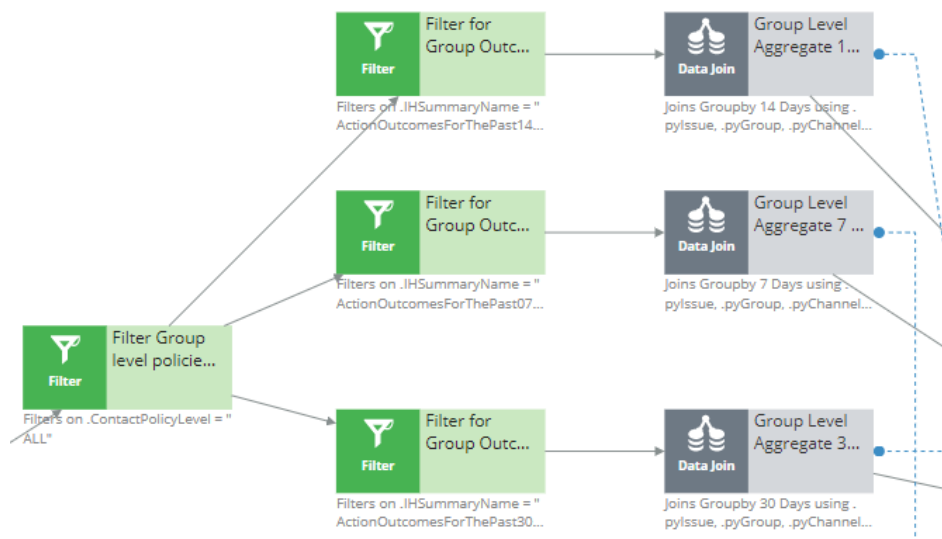 Filter for
Group Outc...
Filter
Filters on .IHSummaryName = "
ActionOutcomesForThePast14...
Group Level
Aggregate 1...
Data Join
Joins Groupby 14 Days using .
pyIssue, .pyGroup, .pyChannel...
Filter for
Group Outc...
Filter
Filters on .IHSummaryName = "
ActionOutcomesForThePast07...
Group Level
Aggregate 7 ...
Data Join
Joins Groupby 7 Days using .
pyIssue, .pyGroup, .pyChannel...
Filter Group
level policie...
Filter
Filters on .ContactPolicyLevel = "
ALL"
Filter for
Group Outc...
Filter
Filters on .IHSummaryName = "
ActionOutcomesForThePast30...
Group Level
Aggregate 3...
Data Join
Joins Groupby 30 Days using .
pyIssue, .pyGroup, .pyChannel...